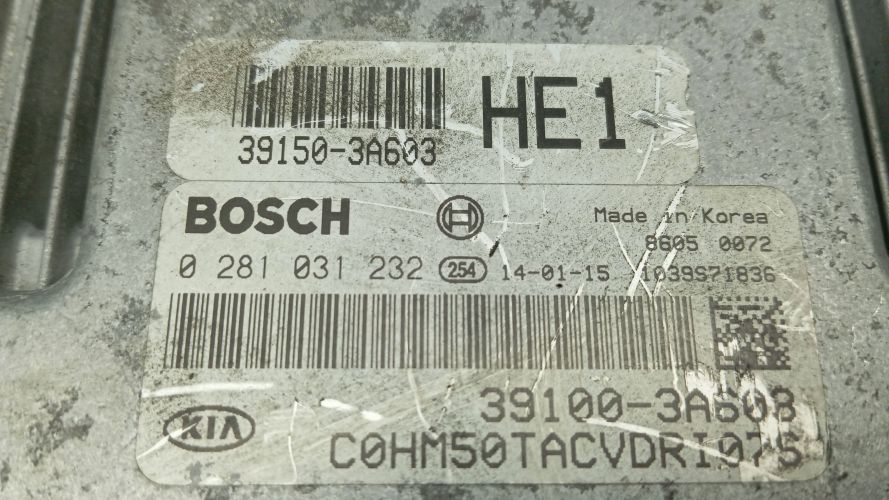 HE1
39150-3A603
BOSCH
Made in Korea
8605 0072
0 281 031 232 254 14-01-15 1039S71836
39100-3A603
KIA
C0HM50TACVDRI07S